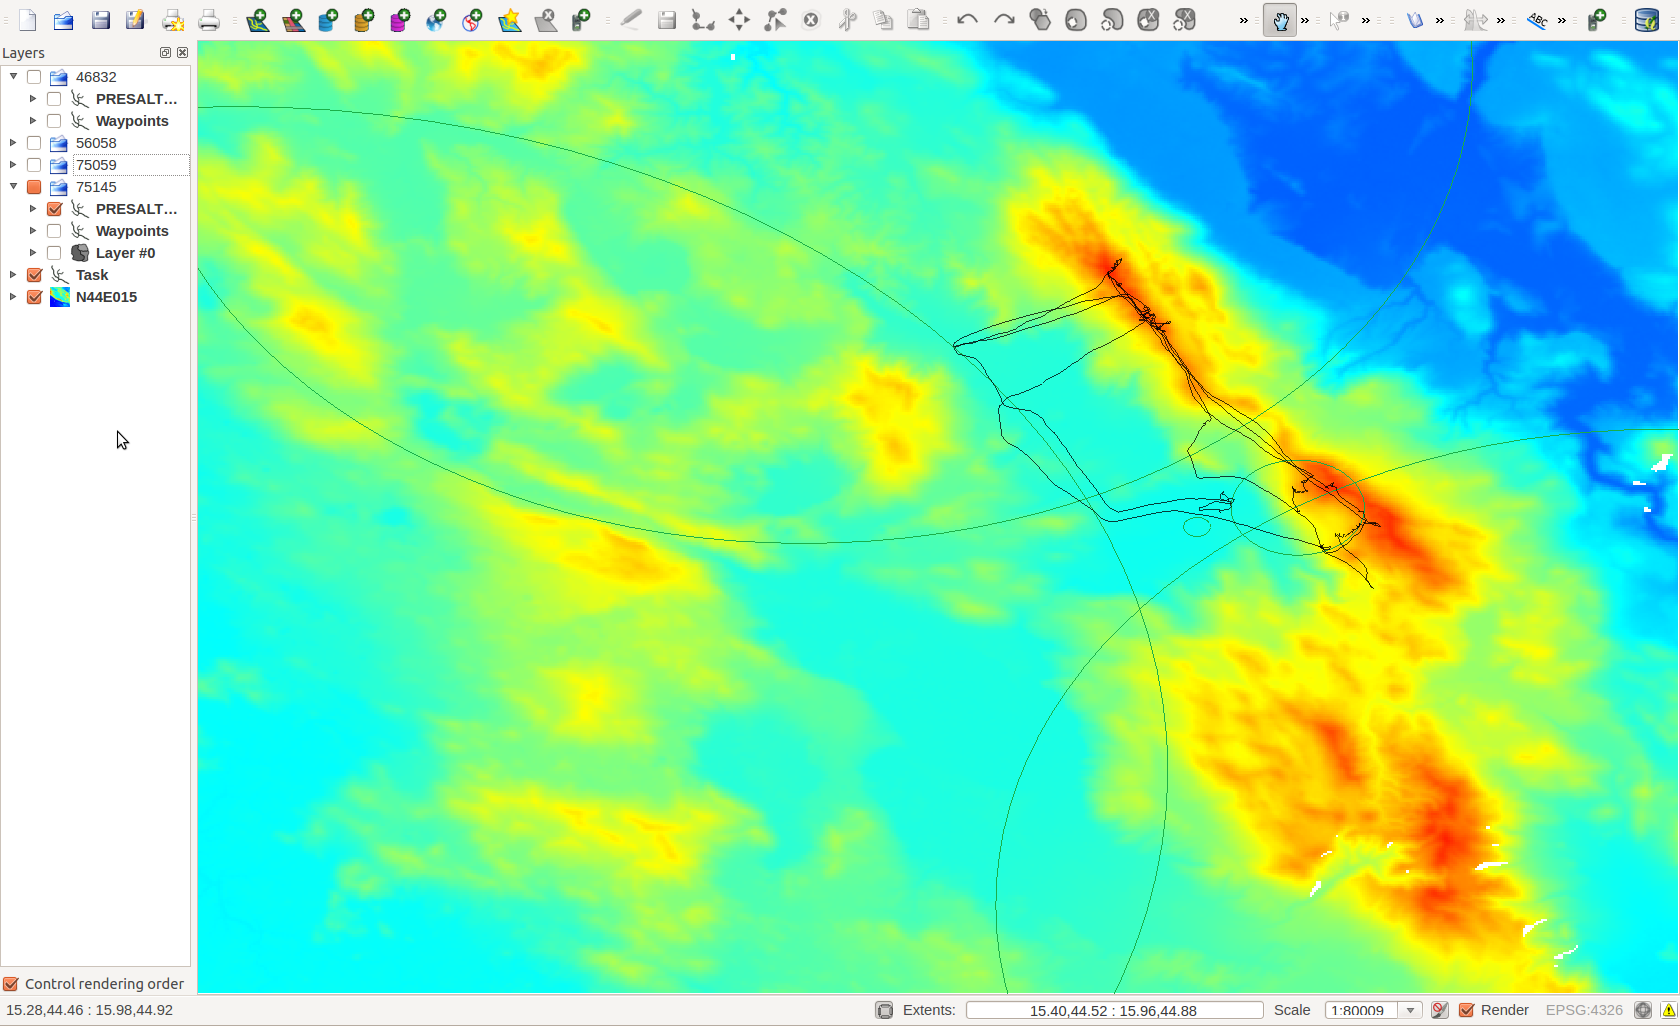 ABC
Layers
46832
PRESALT...
Waypoints
56058
75059
75145
PRESALT...
Waypoints
Layer #0
Task
N44E015
Control rendering order
15.28,44.46 : 15.98,44.92
Extents:
15.40,44.52 : 15.96,44.88
Scale
1:80009
Render
EPSG:4326